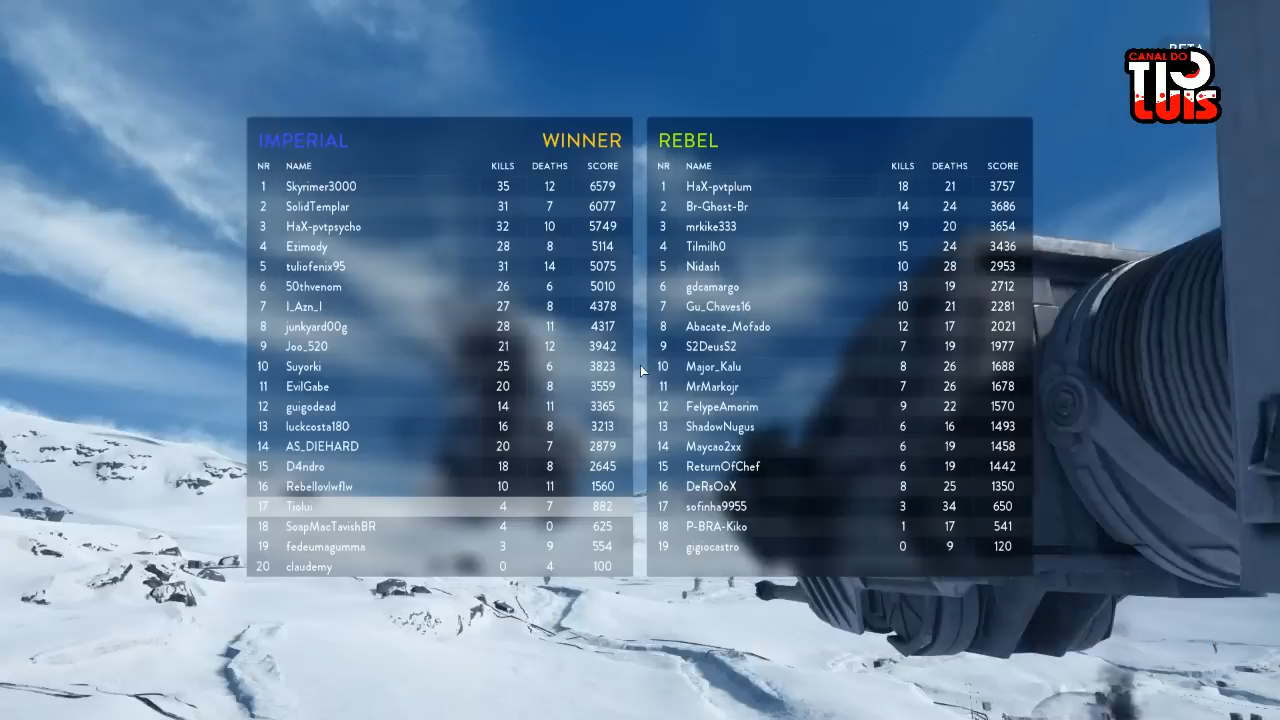 BETA
CANAL DO
TIO
LUIS
IMPERIAL WINNER
NR NAME KILLS DEATHS SCORE
1 Skyrimer3000 35 12 6579
2 SolidTemplar 31 7 6077
3 HaX-pvtpsycho 32 10 5749
4 Ezimody 28 8 5114
5 tuliofenix95 31 14 5075
6 50thvenom 26 6 5010
7 I_Azn_I 27 8 4378
8 junkyard00g 28 11 4317
9 Joo_520 21 12 3942
10 Suyorki 25 6 3823
11 EvilGabe 20 8 3559
12 guigodead 14 11 3365
13 luckcosta180 16 8 3213
14 AS_DIEHARD 20 7 2879
15 D4ndro 18 8 2645
16 Rebellovlwflw 10 11 1560
17 Tiolui 4 7 882
18 SoapMacTavishBR 4 0 625
19 fedeumagumma 3 9 554
20 claudemy 0 4 100
REBEL
NR NAME KILLS DEATHS SCORE
1 HaX-pvtplum 18 21 3757
2 Br-Ghost-Br 14 24 3686
3 mrkike333 19 20 3654
4 Tilmilh0 15 24 3436
5 Nidash 10 28 2953
6 gdcamargo 13 19 2712
7 Gu_Chaves16 10 21 2281
8 Abacate_Mofado 12 17 2021
9 S2DeusS2 7 19 1977
10 Major_Kalu 8 26 1688
11 MrMarkojr 7 26 1678
12 FelypeAmorim 9 22 1570
13 ShadowNugus 6 16 1493
14 Maycao2xx 6 19 1458
15 ReturnOfChef 6 19 1442
16 DeRsOoX 8 25 1350
17 sofinha9955 3 34 650
18 P-BRA-Kiko 1 17 541
19 gigiocastro 0 9 120